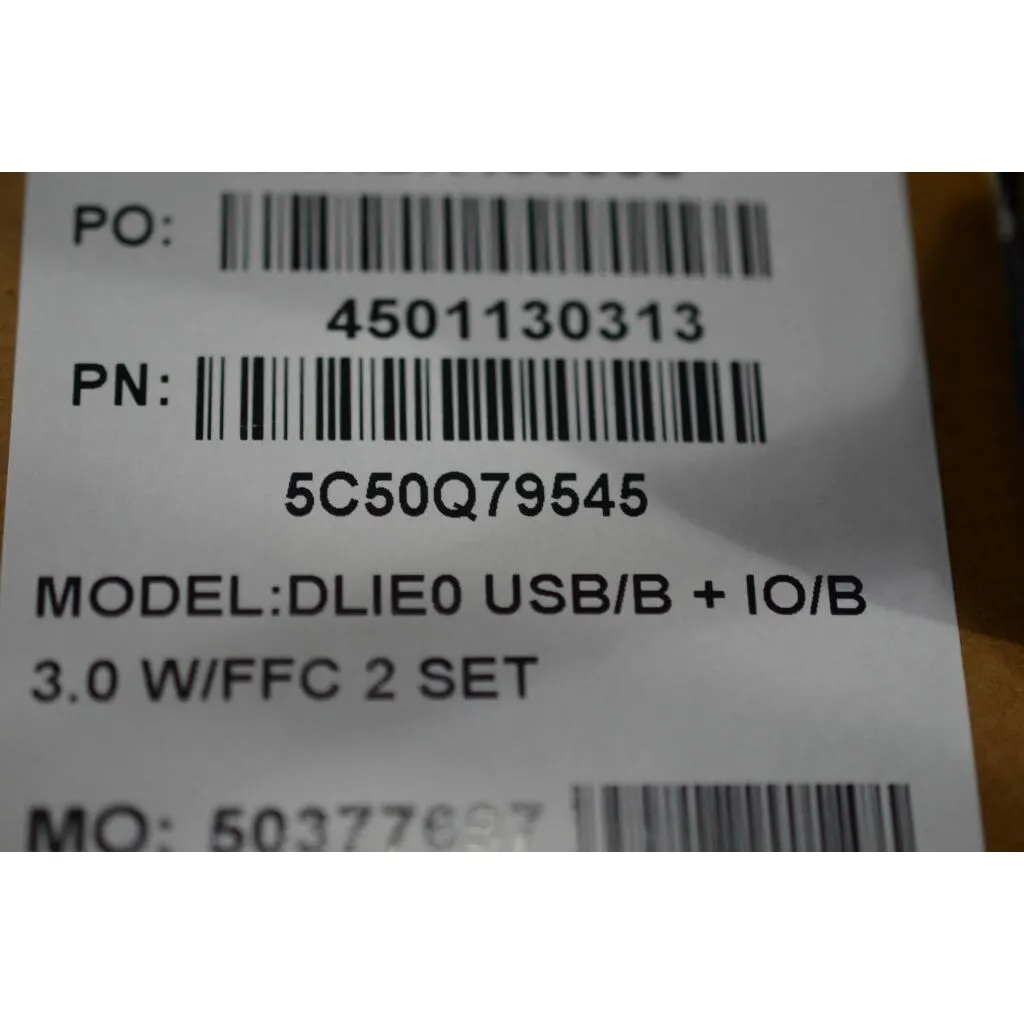 PO:
4501130313
PN:
5C50Q79545
MODEL:DLIE0 USB/B + IO/B
3.0 W/FFC 2 SET
MO: